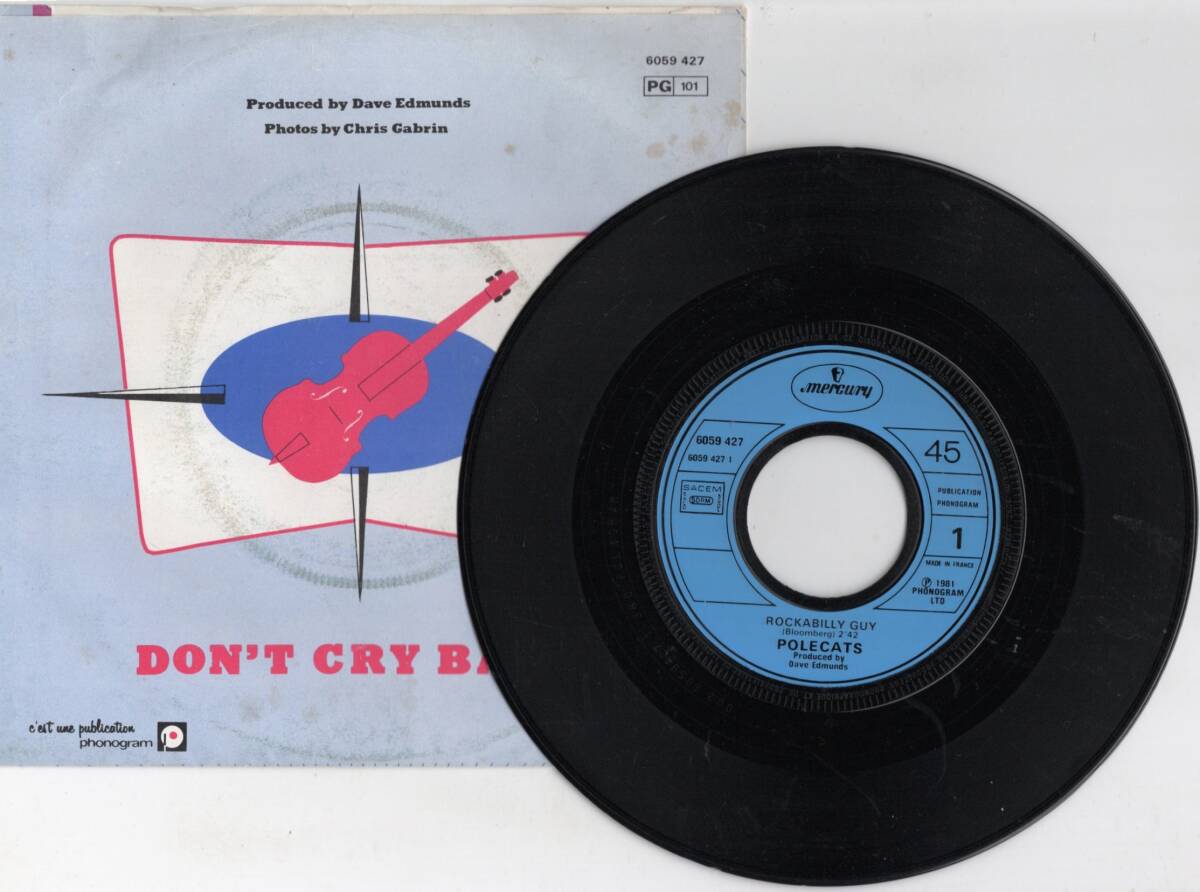 6059 427
PG 101
Produced by Dave Edmunds
Photos by Chris Gabrin
DON'T CRY BA
c'est une publication
phonogram
mercury
6059 427
6059 427 1
SACEM
SDRM
45
PUBLICATION
PHONOGRAM
1
MADE IN FRANCE
℗ 1981
PHONOGRAM
LTD
ROCKABILLY GUY
(Bloomberg) 2'42
POLECATS
Produced by
Dave Edmunds